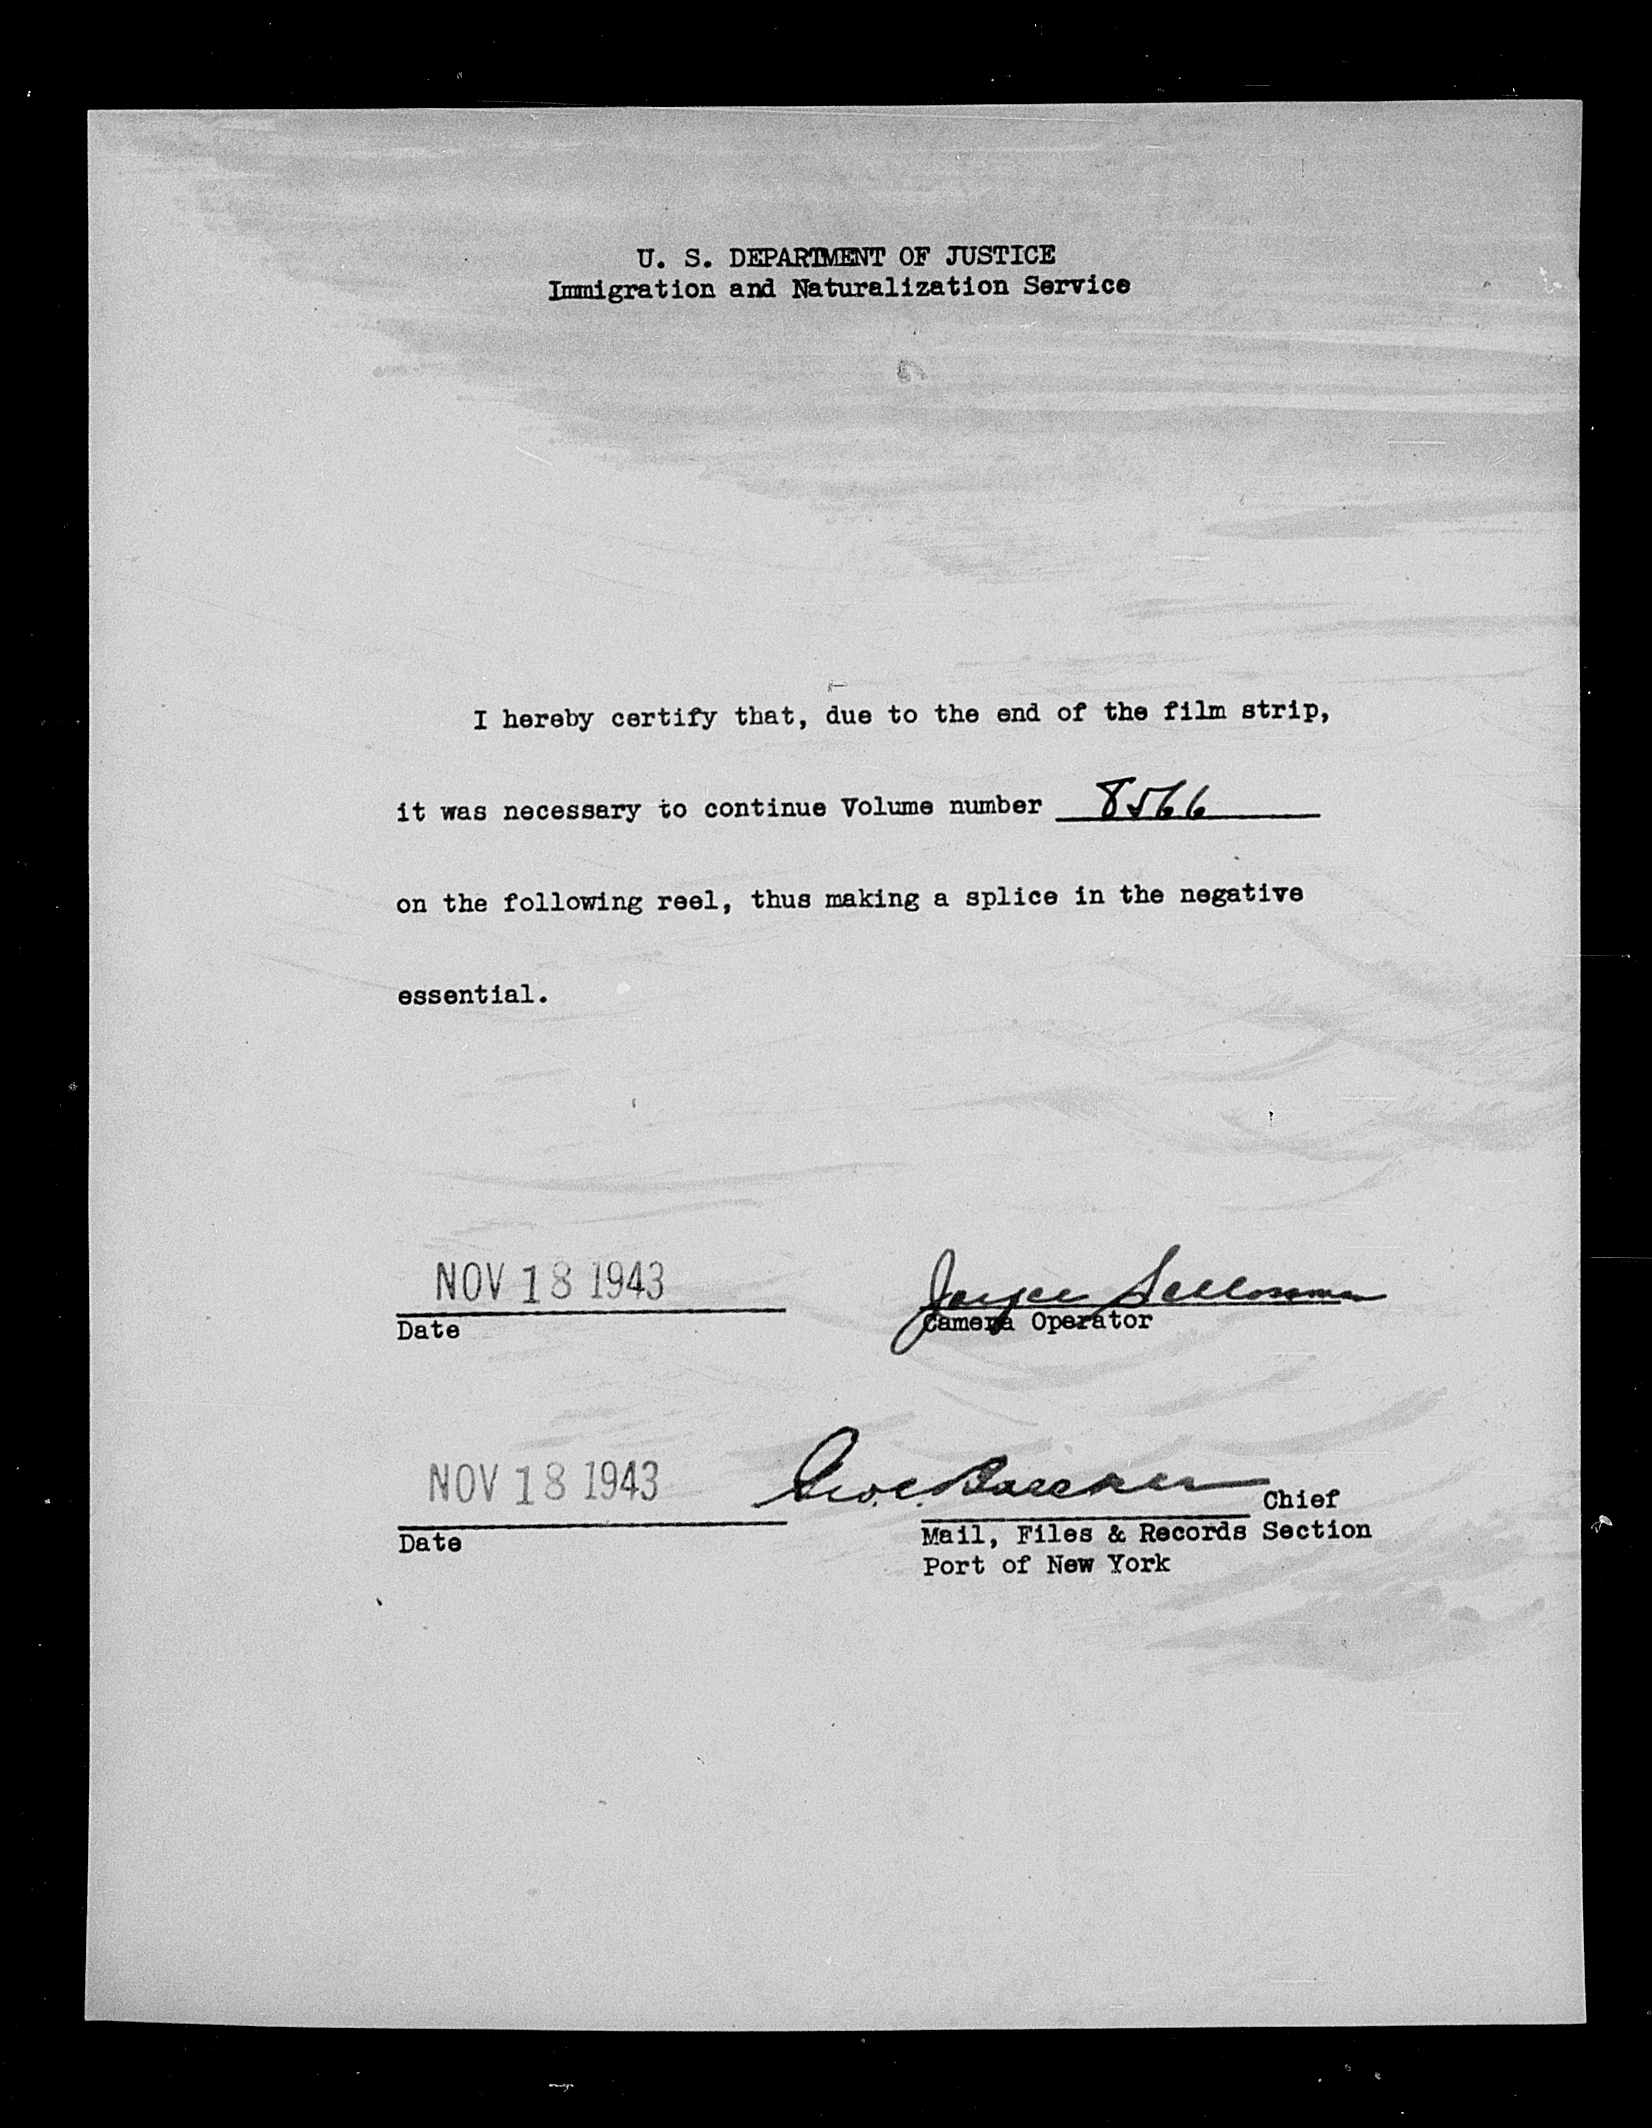 U. S. DEPARTMENT OF JUSTICE
Immigration and Naturalization Service
I hereby certify that, due to the end of the film strip,
it was necessary to continue Volume number 8566
on the following reel, thus making a splice in the negative
essential.
NOV 18 1943
Date
Joyce
Camera Operator
NOV 18 1943
Date
Geo. C.
Chief
Mail, Files & Records Section
Port of New York